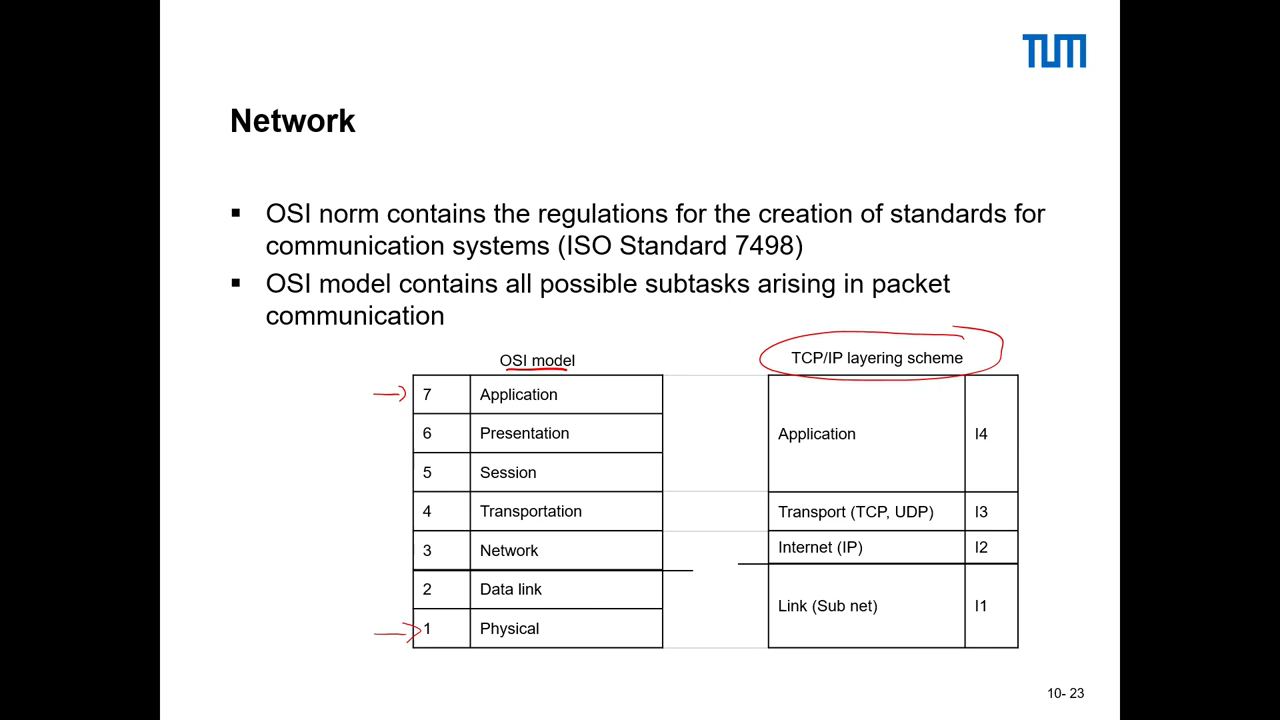 TUM
Network
▪ OSI norm contains the regulations for the creation of standards for
communication systems (ISO Standard 7498)
▪ OSI model contains all possible subtasks arising in packet
communication
OSI model
7 Application
6 Presentation
5 Session
4 Transportation
3 Network
2 Data link
1 Physical
TCP/IP layering scheme
Application I4
Transport (TCP, UDP) I3
Internet (IP) I2
Link (Sub net) I1
10- 23